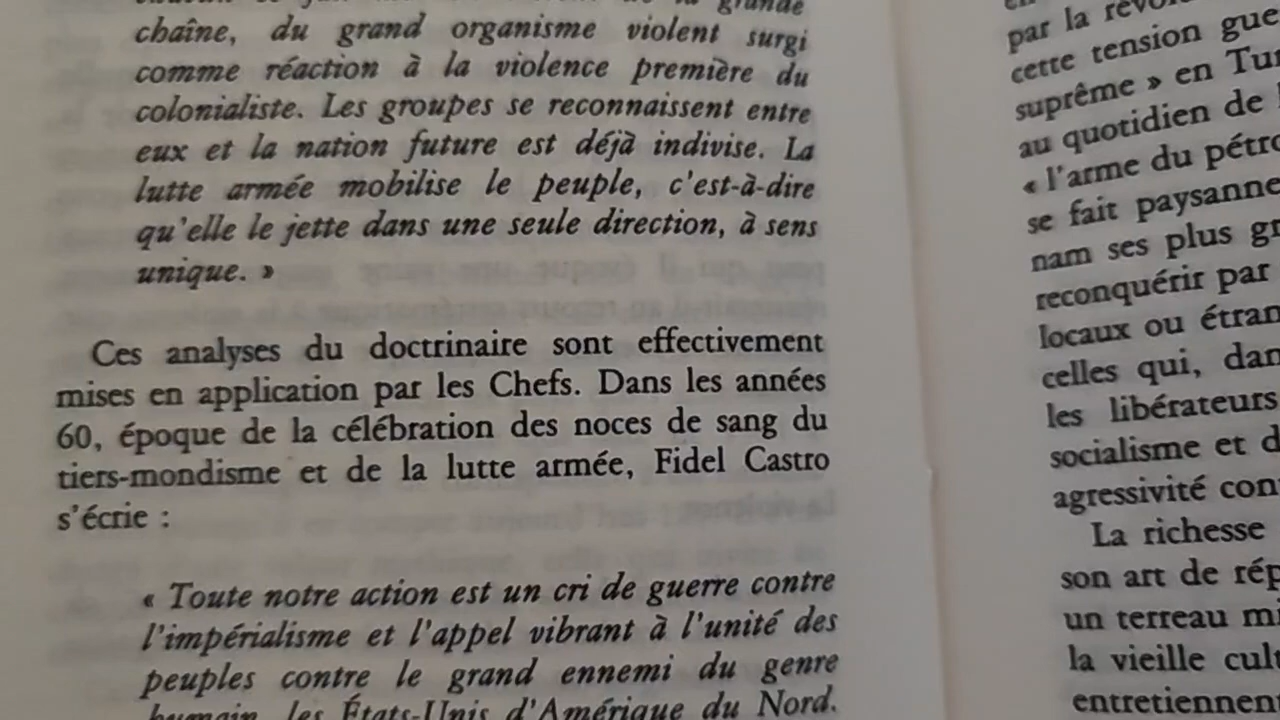 grande
chaîne, du grand organisme violent surgi
comme réaction à la violence première du
colonialiste. Les groupes se reconnaissent entre
eux et la nation future est déjà indivise. La
lutte armée mobilise le peuple, c'est-à-dire
qu'elle le jette dans une seule direction, à sens
unique. »
Ces analyses du doctrinaire sont effectivement
mises en application par les Chefs. Dans les années
60, époque de la célébration des noces de sang du
tiers-mondisme et de la lutte armée, Fidel Castro
s'écrie :
« Toute notre action est un cri de guerre contre
l'impérialisme et l'appel vibrant à l'unité des
peuples contre le grand ennemi du genre
humain, les États-Unis d'Amérique du Nord.
par la
cette tension
suprême » en
au quotidien de
« l'arme du
se fait
nam ses plus
reconquérir par
locaux ou
celles qui,
les libérateurs
socialisme et
agressivité
La richesse
son art de
un terreau
la vieille
entretiennent